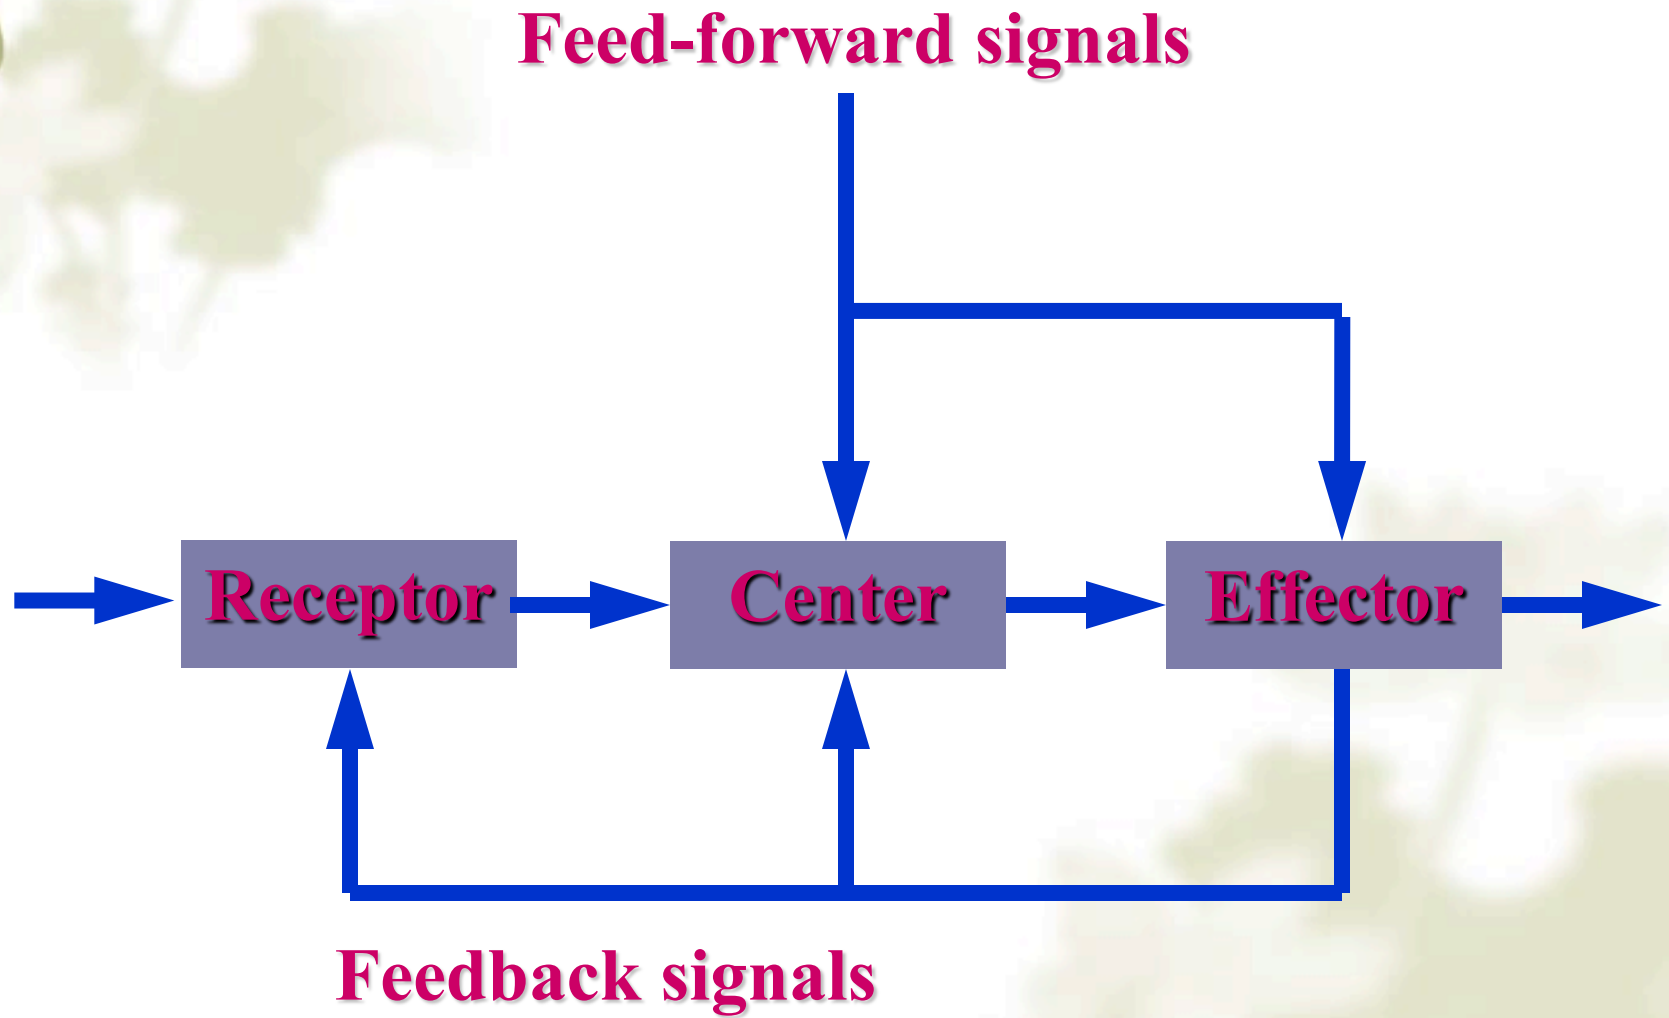 Feed-forward signals
Receptor
Center
Effector
Feedback signals